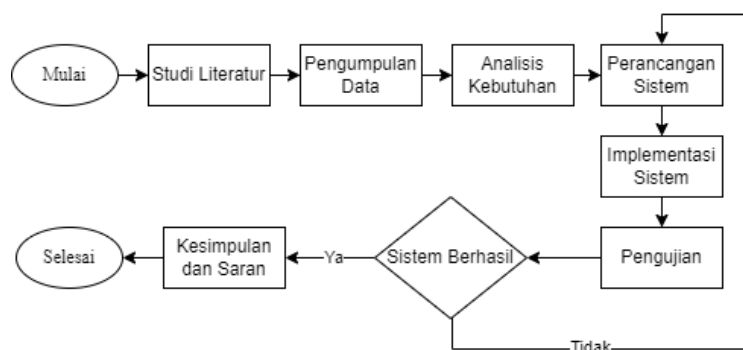 Mulai
Studi Literatur
Pengumpulan
Data
Analisis
Kebutuhan
Perancangan
Sistem
Implementasi
Sistem
Pengujian
Sistem Berhasil
Ya
Kesimpulan
dan Saran
Selesai
Tidak